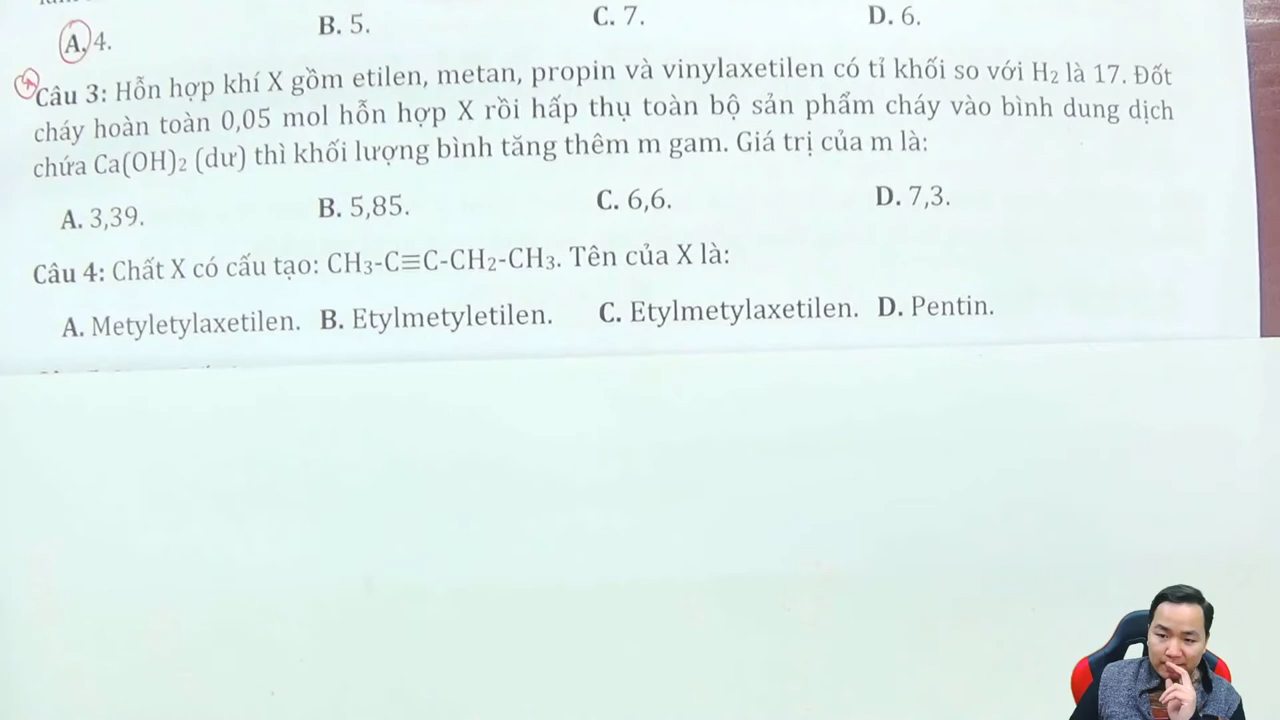 B. 5.
C. 7.
D. 6.
A. 4.
Câu 3: Hỗn hợp khí X gồm etilen, metan, propin và vinylaxetilen có tỉ khối so với H₂ là 17. Đốt
cháy hoàn toàn 0,05 mol hỗn hợp X rồi hấp thụ toàn bộ sản phẩm cháy vào bình dung dịch
chứa Ca(OH)₂ (dư) thì khối lượng bình tăng thêm m gam. Giá trị của m là:
A. 3,39. B. 5,85. C. 6,6. D. 7,3.
Câu 4: Chất X có cấu tạo: CH₃-C≡C-CH₂-CH₃. Tên của X là:
A. Metyletylaxetilen. B. Etylmetyletilen. C. Etylmetylaxetilen. D. Pentin.